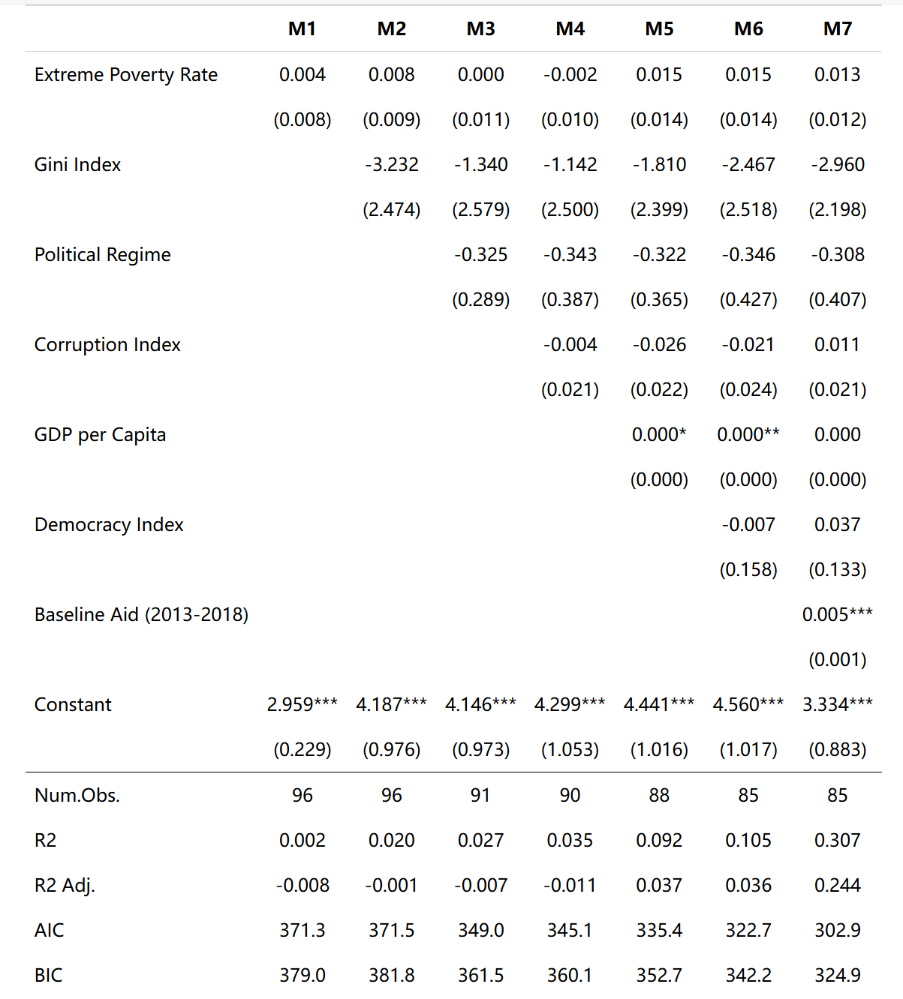 M1 M2 M3 M4 M5 M6 M7
Extreme Poverty Rate 0.004 0.008 0.000 -0.002 0.015 0.015 0.013
(0.008) (0.009) (0.011) (0.010) (0.014) (0.014) (0.012)
Gini Index -3.232 -1.340 -1.142 -1.810 -2.467 -2.960
(2.474) (2.579) (2.500) (2.399) (2.518) (2.198)
Political Regime -0.325 -0.343 -0.322 -0.346 -0.308
(0.289) (0.387) (0.365) (0.427) (0.407)
Corruption Index -0.004 -0.026 -0.021 0.011
(0.021) (0.022) (0.024) (0.021)
GDP per Capita 0.000* 0.000** 0.000
(0.000) (0.000) (0.000)
Democracy Index -0.007 0.037
(0.158) (0.133)
Baseline Aid (2013-2018) 0.005***
(0.001)
Constant 2.959*** 4.187*** 4.146*** 4.299*** 4.441*** 4.560*** 3.334***
(0.229) (0.976) (0.973) (1.053) (1.016) (1.017) (0.883)
Num.Obs. 96 96 91 90 88 85 85
R2 0.002 0.020 0.027 0.035 0.092 0.105 0.307
R2 Adj. -0.008 -0.001 -0.007 -0.011 0.037 0.036 0.244
AIC 371.3 371.5 349.0 345.1 335.4 322.7 302.9
BIC 379.0 381.8 361.5 360.1 352.7 342.2 324.9